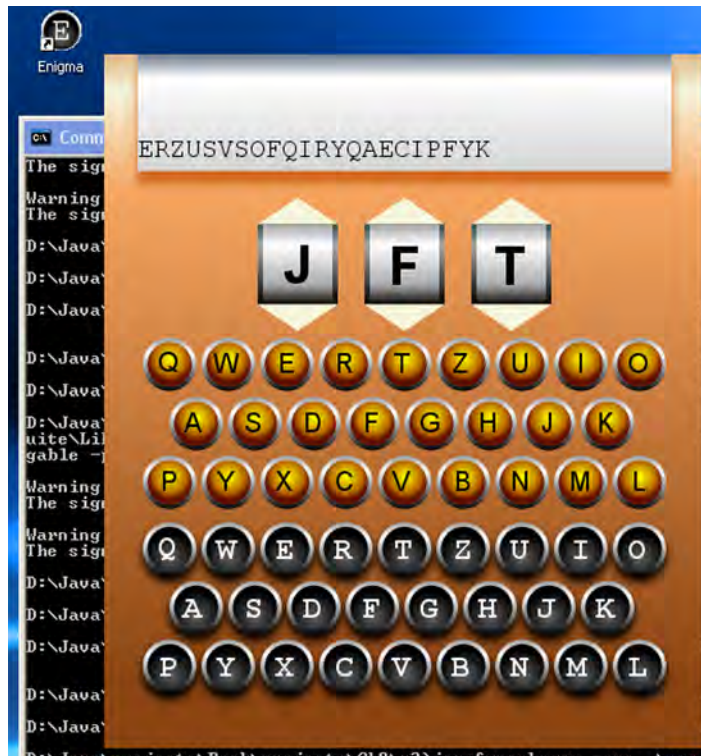 Enigma
Comm
ERZUSVSOFQIRYQAECIPFYK
The sig
Warning
The sig
D:\Java
D:\Java
D:\Java
D:\Java
D:\Java
D:\Java
uite\Li
gable -
Warning
The sig
Warning
The sig
D:\Java
D:\Java
D:\Java
D:\Java
D:\Java
J F T
Q W E R T Z U I O
A S D F G H J K
P Y X C V B N M L
Q W E R T Z U I O
A S D F G H J K
P Y X C V B N M L